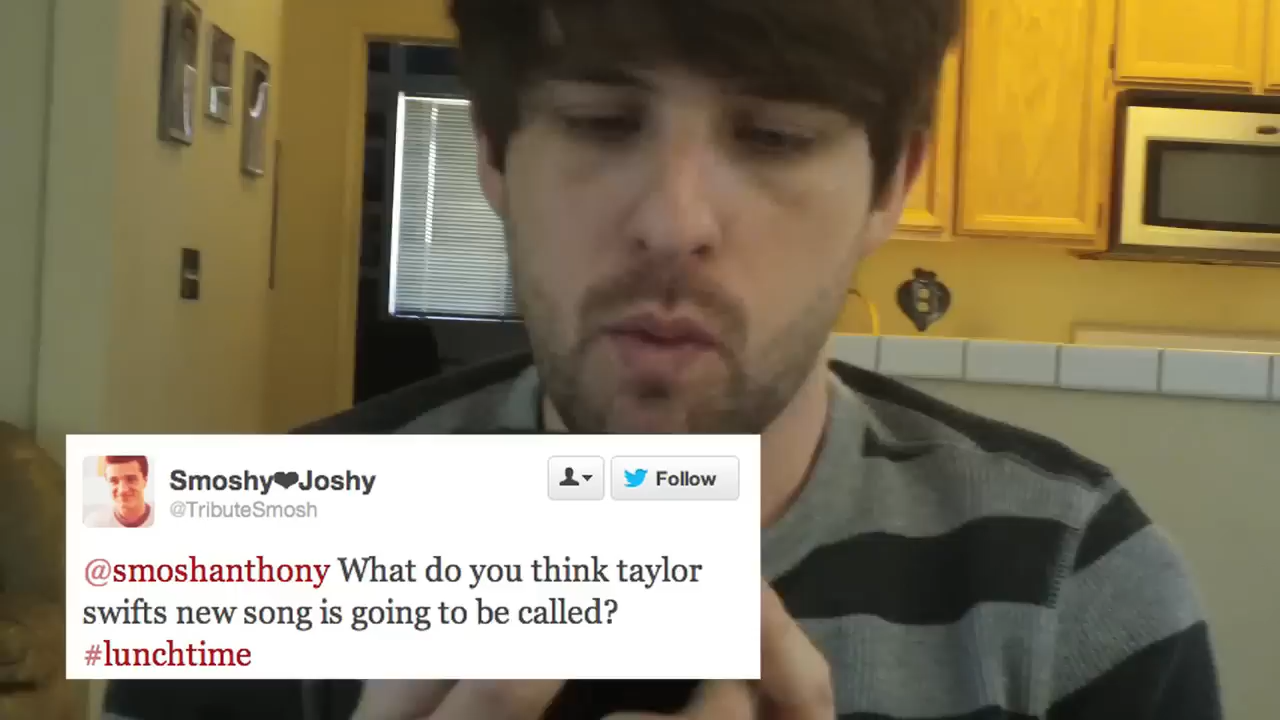 Smoshy❤Joshy
@TributeSmosh
Follow
@smoshanthony What do you think taylor
swifts new song is going to be called?
#lunchtime